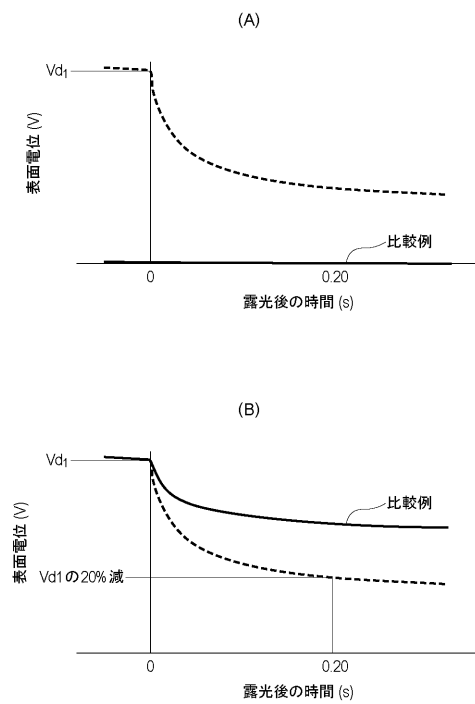 (A)
Vd1
表面電位 (V)
比較例
0 0.20
露光後の時間 (s)
(B)
Vd1
比較例
表面電位 (V)
Vd1の20%減
0 0.20
露光後の時間 (s)